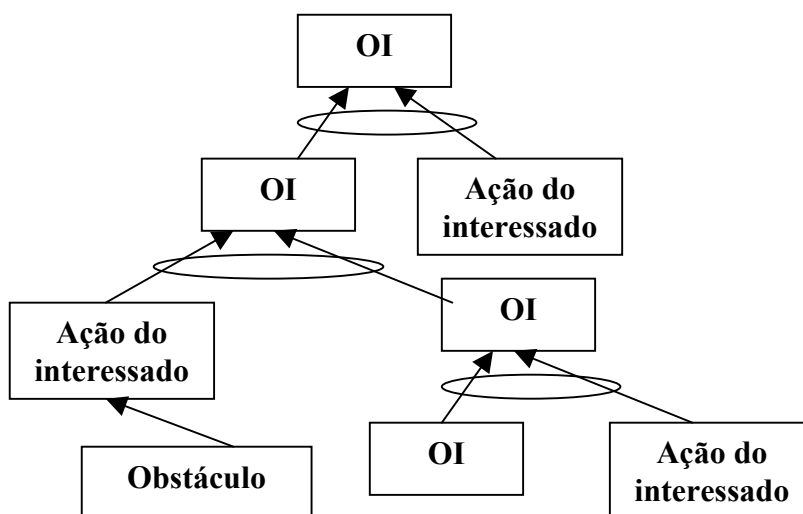 OI
OI
Ação do
interessado
OI
Ação do
interessado
OI
Ação do
interessado
Obstáculo